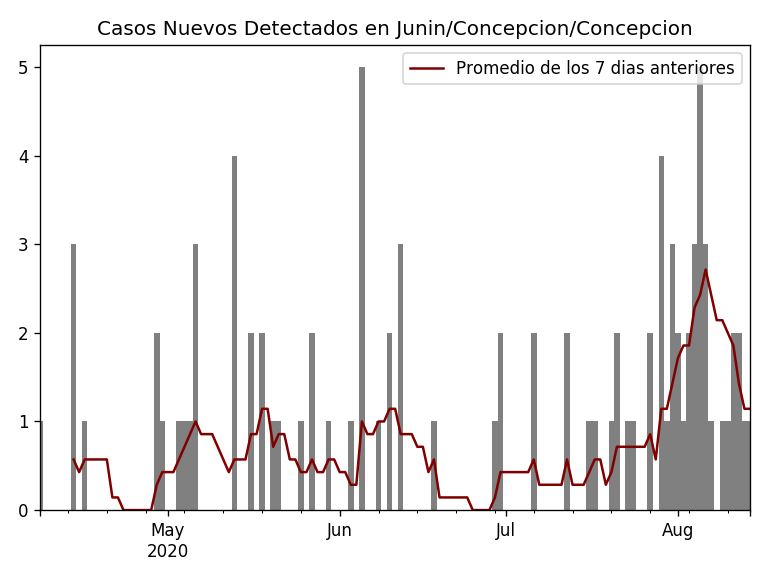 Casos Nuevos Detectados en Junin/Concepcion/Concepcion
Promedio de los 7 dias anteriores
5
4
3
2
1
0
May
2020
Jun
Jul
Aug